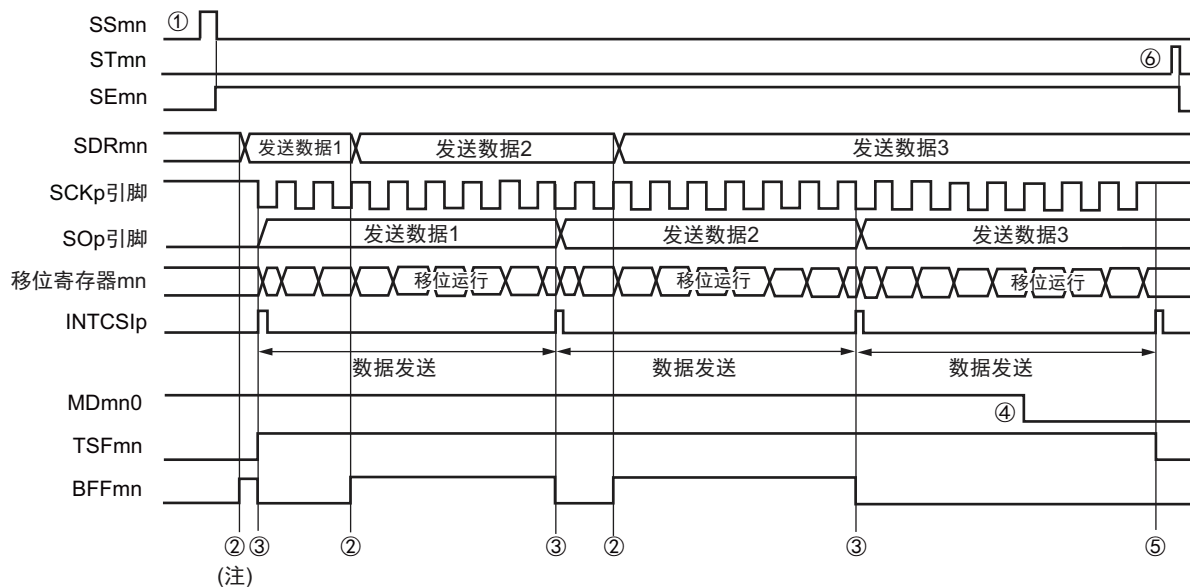 SSmn ①
STmn ⑥
SEmn
SDRmn 发送数据1 发送数据2 发送数据3
SCKp引脚
SOp引脚 发送数据1 发送数据2 发送数据3
移位寄存器mn 移位运行 移位运行 移位运行
INTCSIp
数据发送 数据发送 数据发送
MDmn0 ④
TSFmn
BFFmn
② ③ ② ③ ② ③ ⑤
(注)